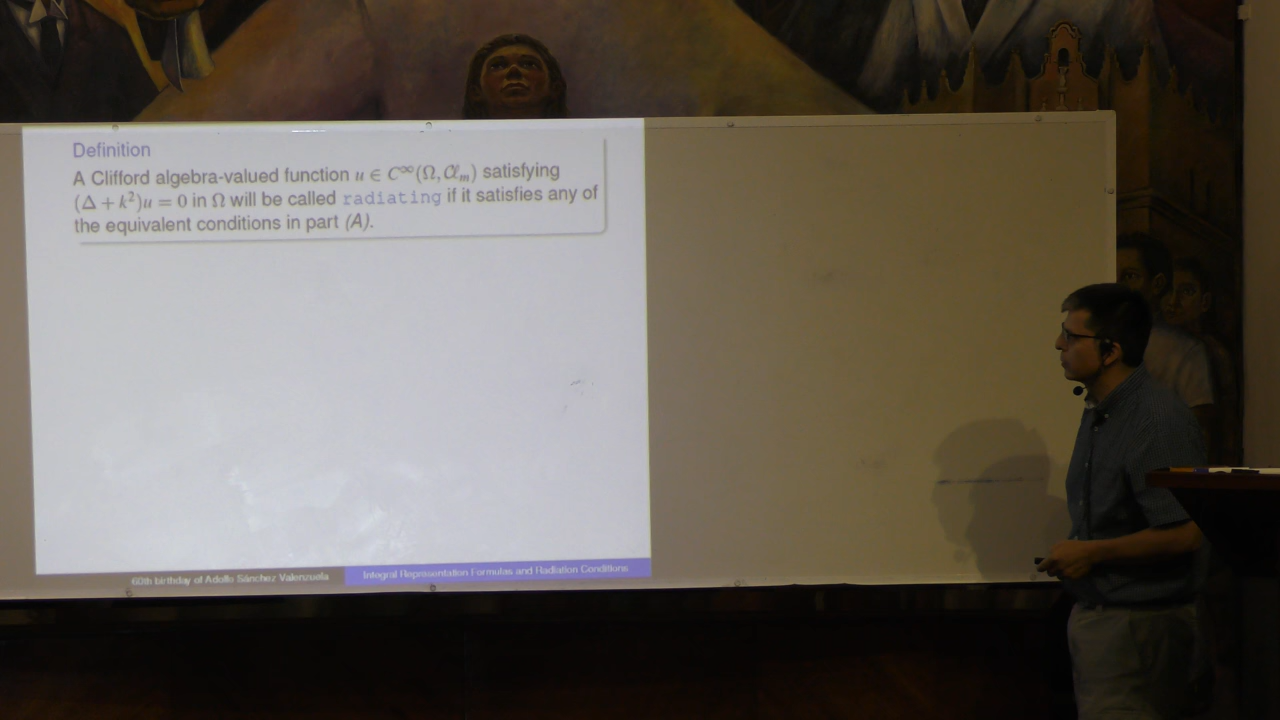 Definition
A Clifford algebra-valued function u ∈ C∞(Ω, Cℓₘ) satisfying
(Δ + k²)u = 0 in Ω will be called radiating if it satisfies any of
the equivalent conditions in part (A).
60th birthday of Adolfo Sánchez Valenzuela
Integral Representation Formulas and Radiation Conditions